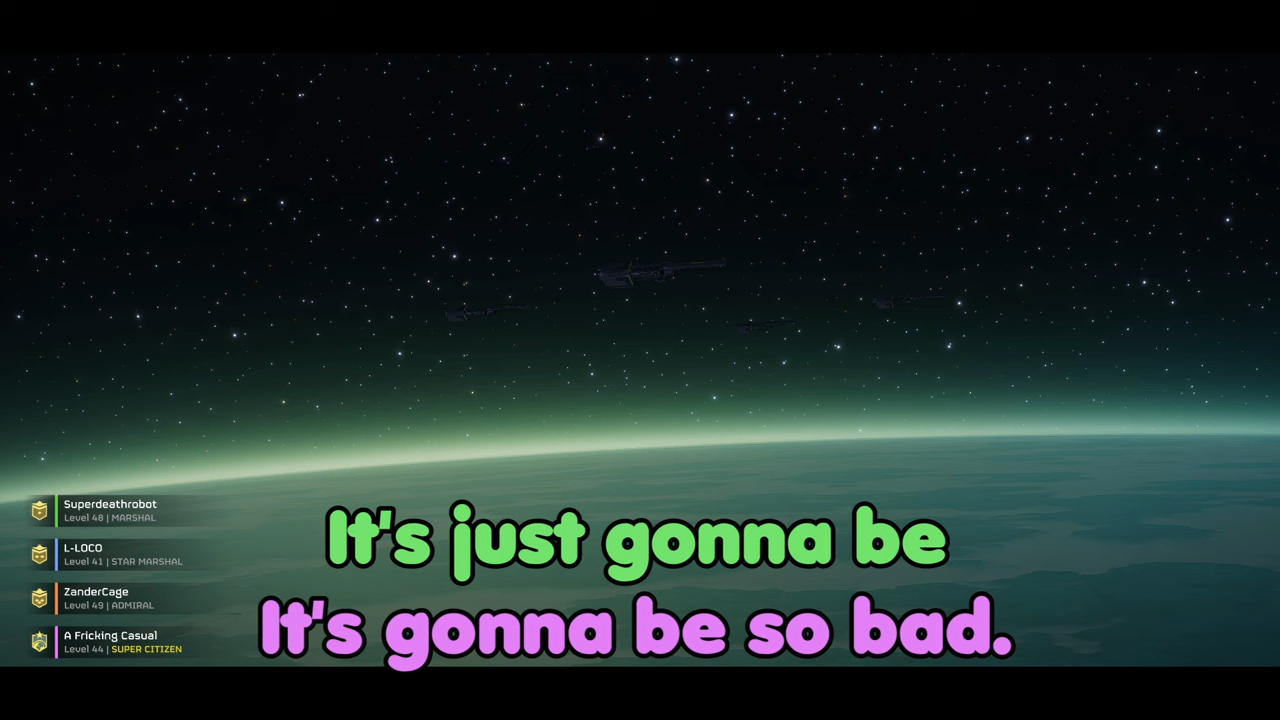 Superdeathrobot
Level 48 | MARSHAL
L-LOCO
Level 41 | STAR MARSHAL
ZanderCage
Level 49 | ADMIRAL
A Fricking Casual
Level 44 | SUPER CITIZEN
It's just gonna be
It's gonna be so bad.